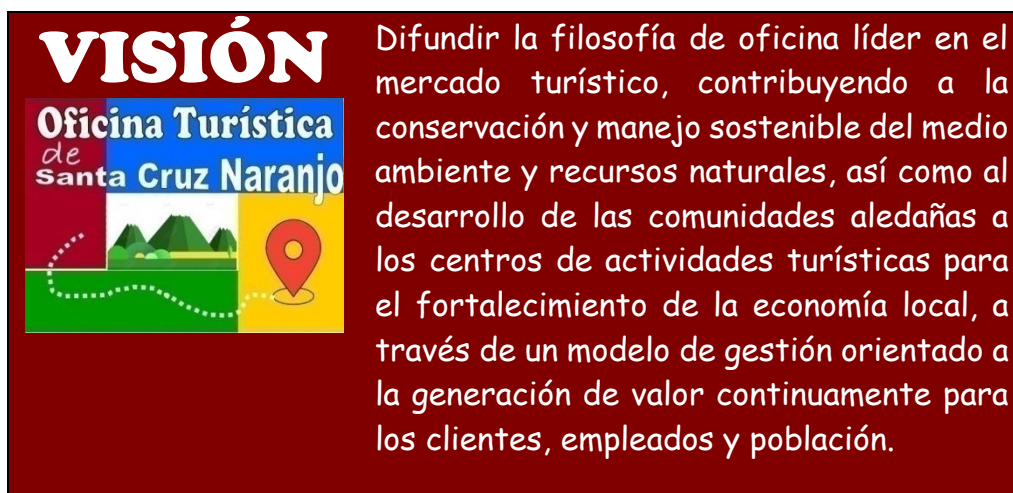 VISIÓN
Oficina Turística
de
Santa Cruz Naranjo
Difundir la filosofía de oficina líder en el
mercado turístico, contribuyendo a la
conservación y manejo sostenible del medio
ambiente y recursos naturales, así como al
desarrollo de las comunidades aledañas a
los centros de actividades turísticas para
el fortalecimiento de la economía local, a
través de un modelo de gestión orientado a
la generación de valor continuamente para
los clientes, empleados y población.